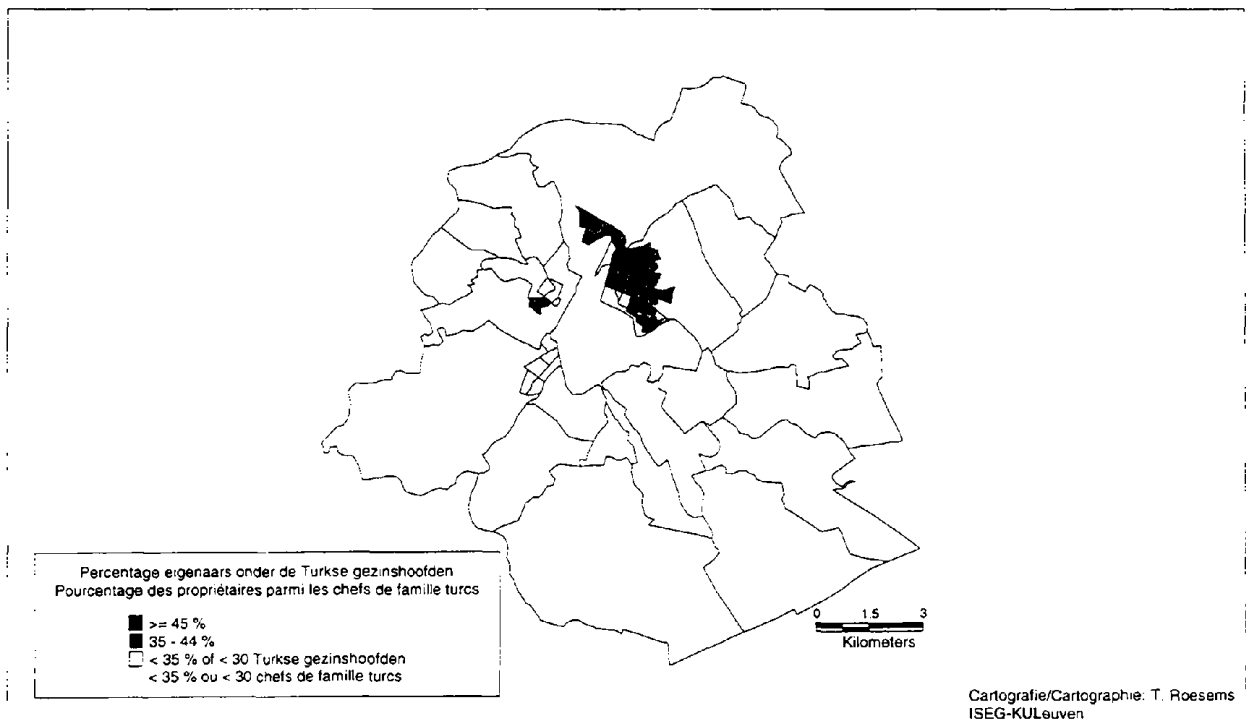 Percentage eigenaars onder de Turkse gezinshoofden
Pourcentage des propriétaires parmi les chefs de famille turcs
>= 45 %
35 - 44 %
< 35 % of < 30 Turkse gezinshoofden
< 35 % ou < 30 chefs de famille turcs
0 1.5 3
Kilometers
Cartografie/Cartographie: T. Roesems
ISEG-KULeuven